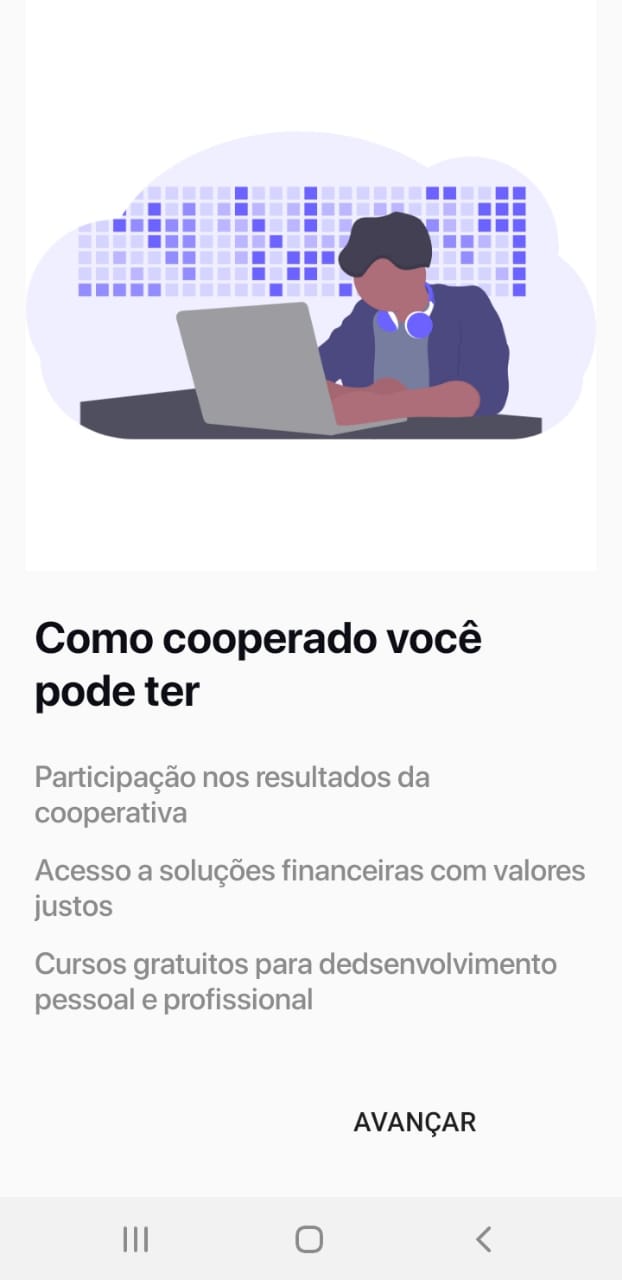 Como cooperado você
pode ter
Participação nos resultados da
cooperativa
Acesso a soluções financeiras com valores
justos
Cursos gratuitos para dedsenvolvimento
pessoal e profissional
AVANÇAR